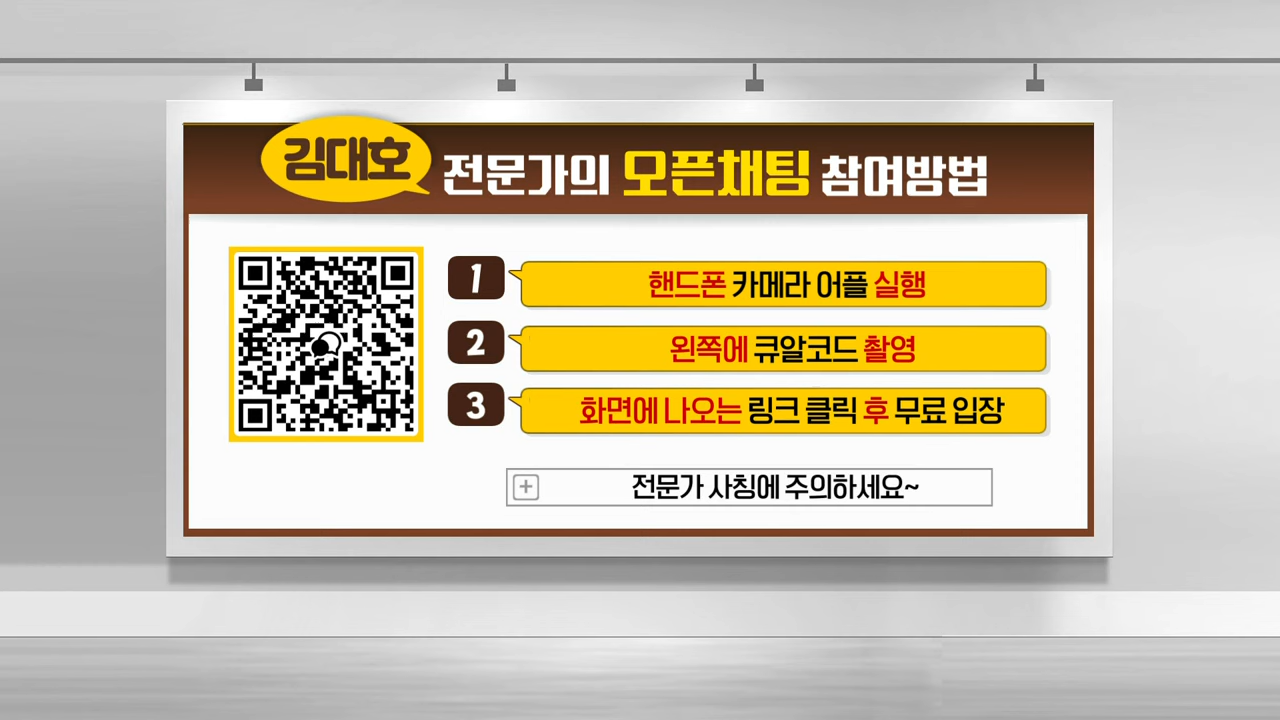 김대호 전문가의 오픈채팅 참여방법
1 핸드폰 카메라 어플 실행
2 왼쪽에 큐알코드 촬영
3 화면에 나오는 링크 클릭 후 무료 입장
전문가 사칭에 주의하세요~